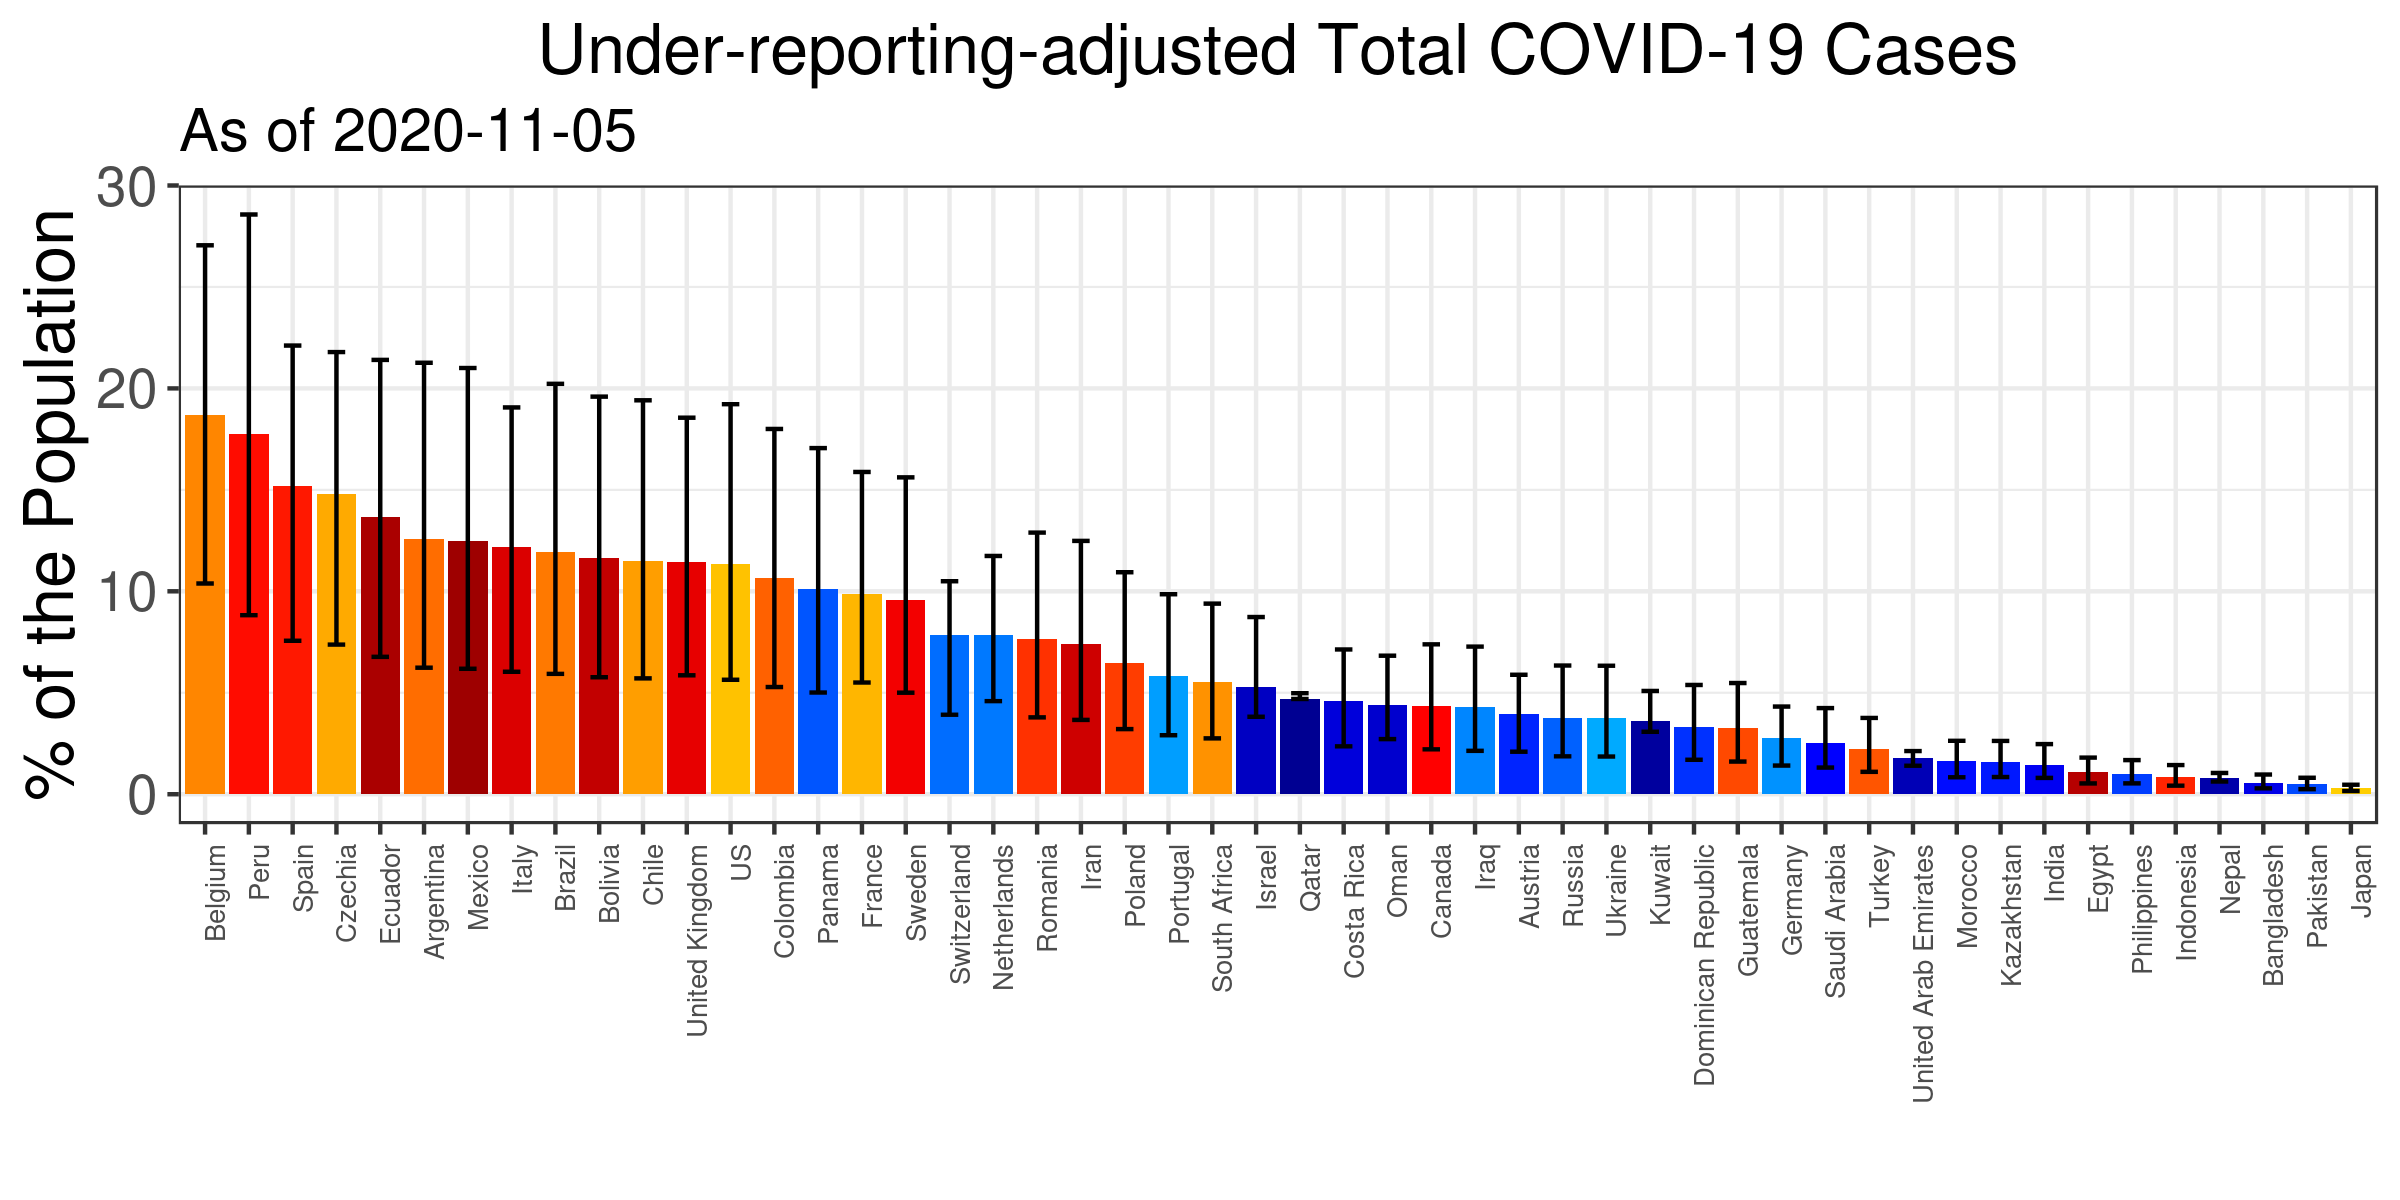 Under-reporting-adjusted Total COVID-19 Cases
As of 2020-11-05
% of the Population
30
20
10
0
Belgium
Peru
Spain
Czechia
Ecuador
Argentina
Mexico
Italy
Brazil
Bolivia
Chile
United Kingdom
US
Colombia
Panama
France
Sweden
Switzerland
Netherlands
Romania
Iran
Poland
Portugal
South Africa
Israel
Qatar
Costa Rica
Oman
Canada
Iraq
Austria
Russia
Ukraine
Kuwait
Dominican Republic
Guatemala
Germany
Saudi Arabia
Turkey
United Arab Emirates
Morocco
Kazakhstan
India
Egypt
Philippines
Indonesia
Nepal
Bangladesh
Pakistan
Japan